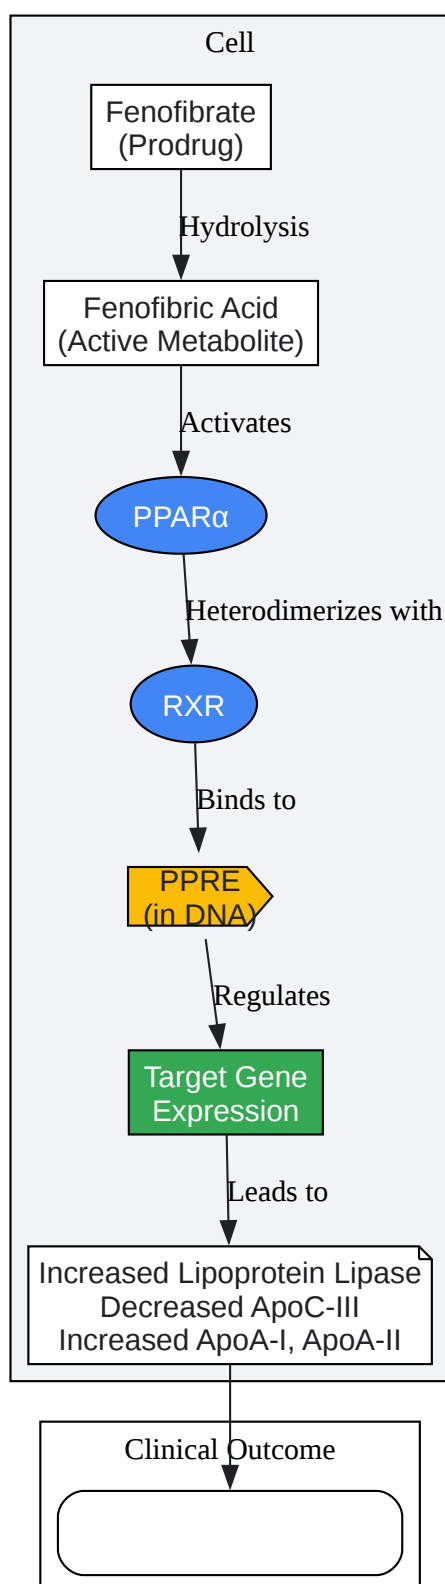 Cell
Fenofibrate
(Prodrug)
Hydrolysis
Fenofibric Acid
(Active Metabolite)
Activates
PPARα
Heterodimerizes with
RXR
Binds to
PPRE
(in DNA)
Regulates
Target Gene
Expression
Leads to
Increased Lipoprotein Lipase
Decreased ApoC-III
Increased ApoA-I, ApoA-II
Clinical Outcome